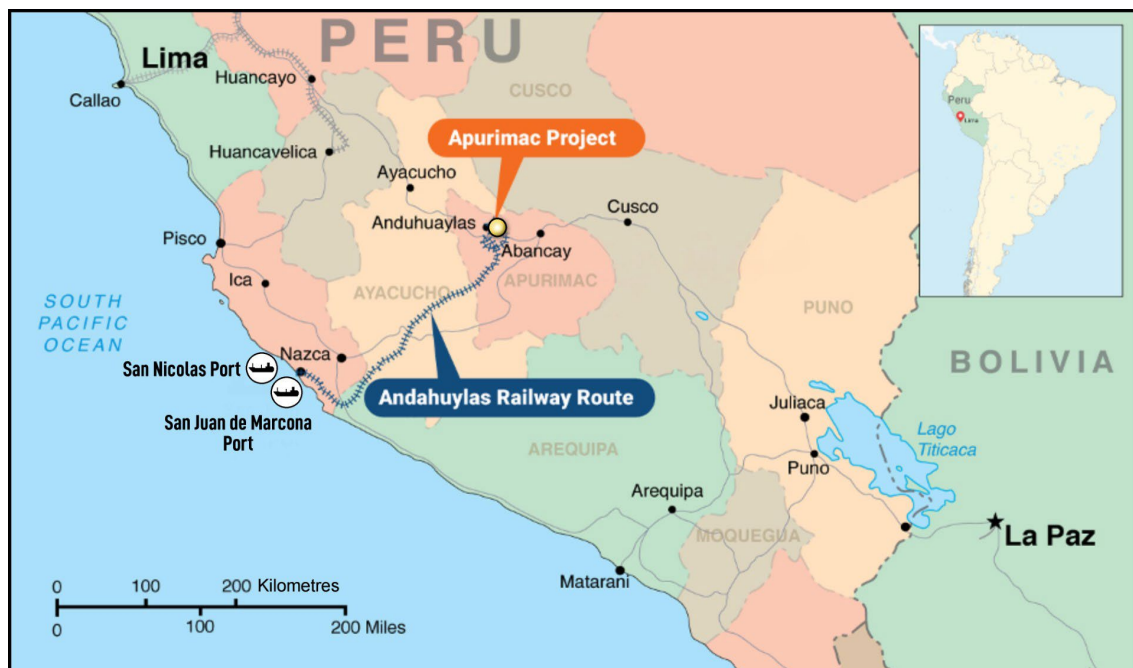 PERU
Lima
Callao
Huancayo
CUSCO
Huancavelica
Apurimac Project
Ayacucho
Anduhuaylas
Cusco
Abancay
Pisco
Ica
AYACUCHO
APURIMAC
PUNO
SOUTH
PACIFIC
OCEAN
Nazca
San Nicolas Port
San Juan de Marcona
Port
Andahuylas Railway Route
BOLIVIA
Juliaca
Lago
Titicaca
Puno
AREQUIPA
Arequipa
MOQUEGUA
La Paz
Matarani
0 100 200 Kilometres
0 100 200 Miles
Peru
Lima